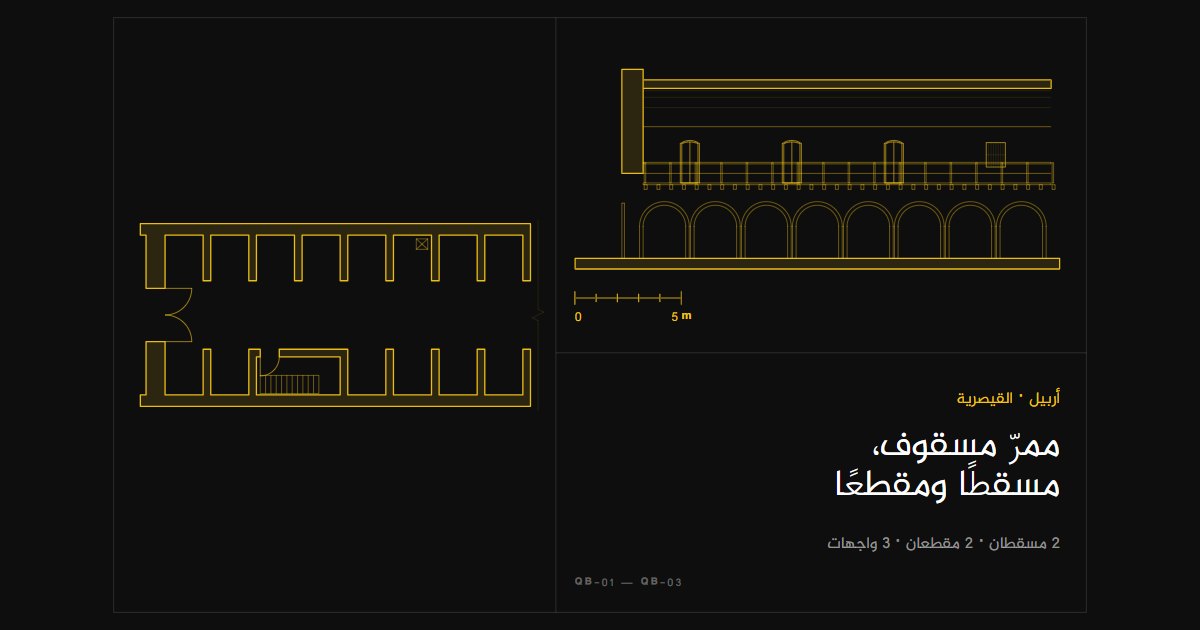 0
5 m
أربيل · القيصرية
ممرّ مسقوف،
مسقطًا ومقطعًا
2 مسقطان · 2 مقطعان · 3 واجهات
QB–01 — QB–03